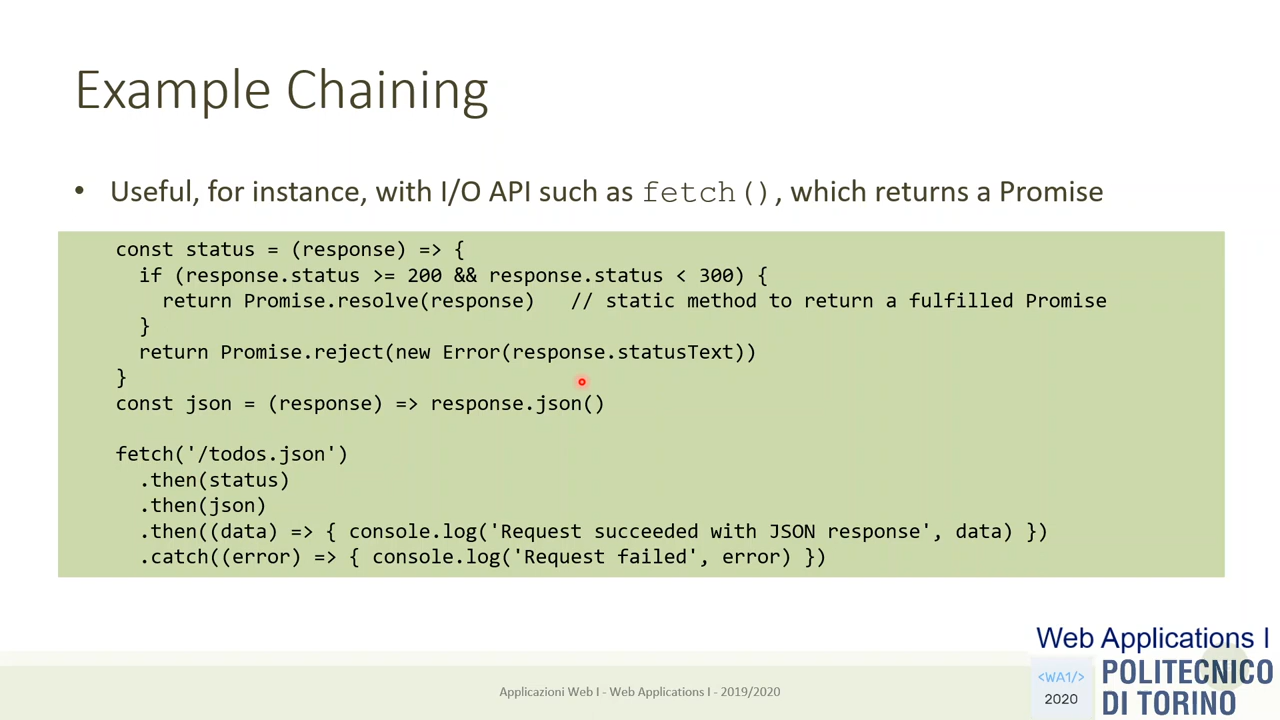 Example Chaining
• Useful, for instance, with I/O API such as fetch(), which returns a Promise
const status = (response) => {
  if (response.status >= 200 && response.status < 300) {
    return Promise.resolve(response)   // static method to return a fulfilled Promise
  }
  return Promise.reject(new Error(response.statusText))
}
const json = (response) => response.json()

fetch('/todos.json')
  .then(status)
  .then(json)
  .then((data) => { console.log('Request succeeded with JSON response', data) })
  .catch((error) => { console.log('Request failed', error) })
Applicazioni Web I - Web Applications I - 2019/2020
Web Applications I
<WA1/>
2020
POLITECNICO
DI TORINO